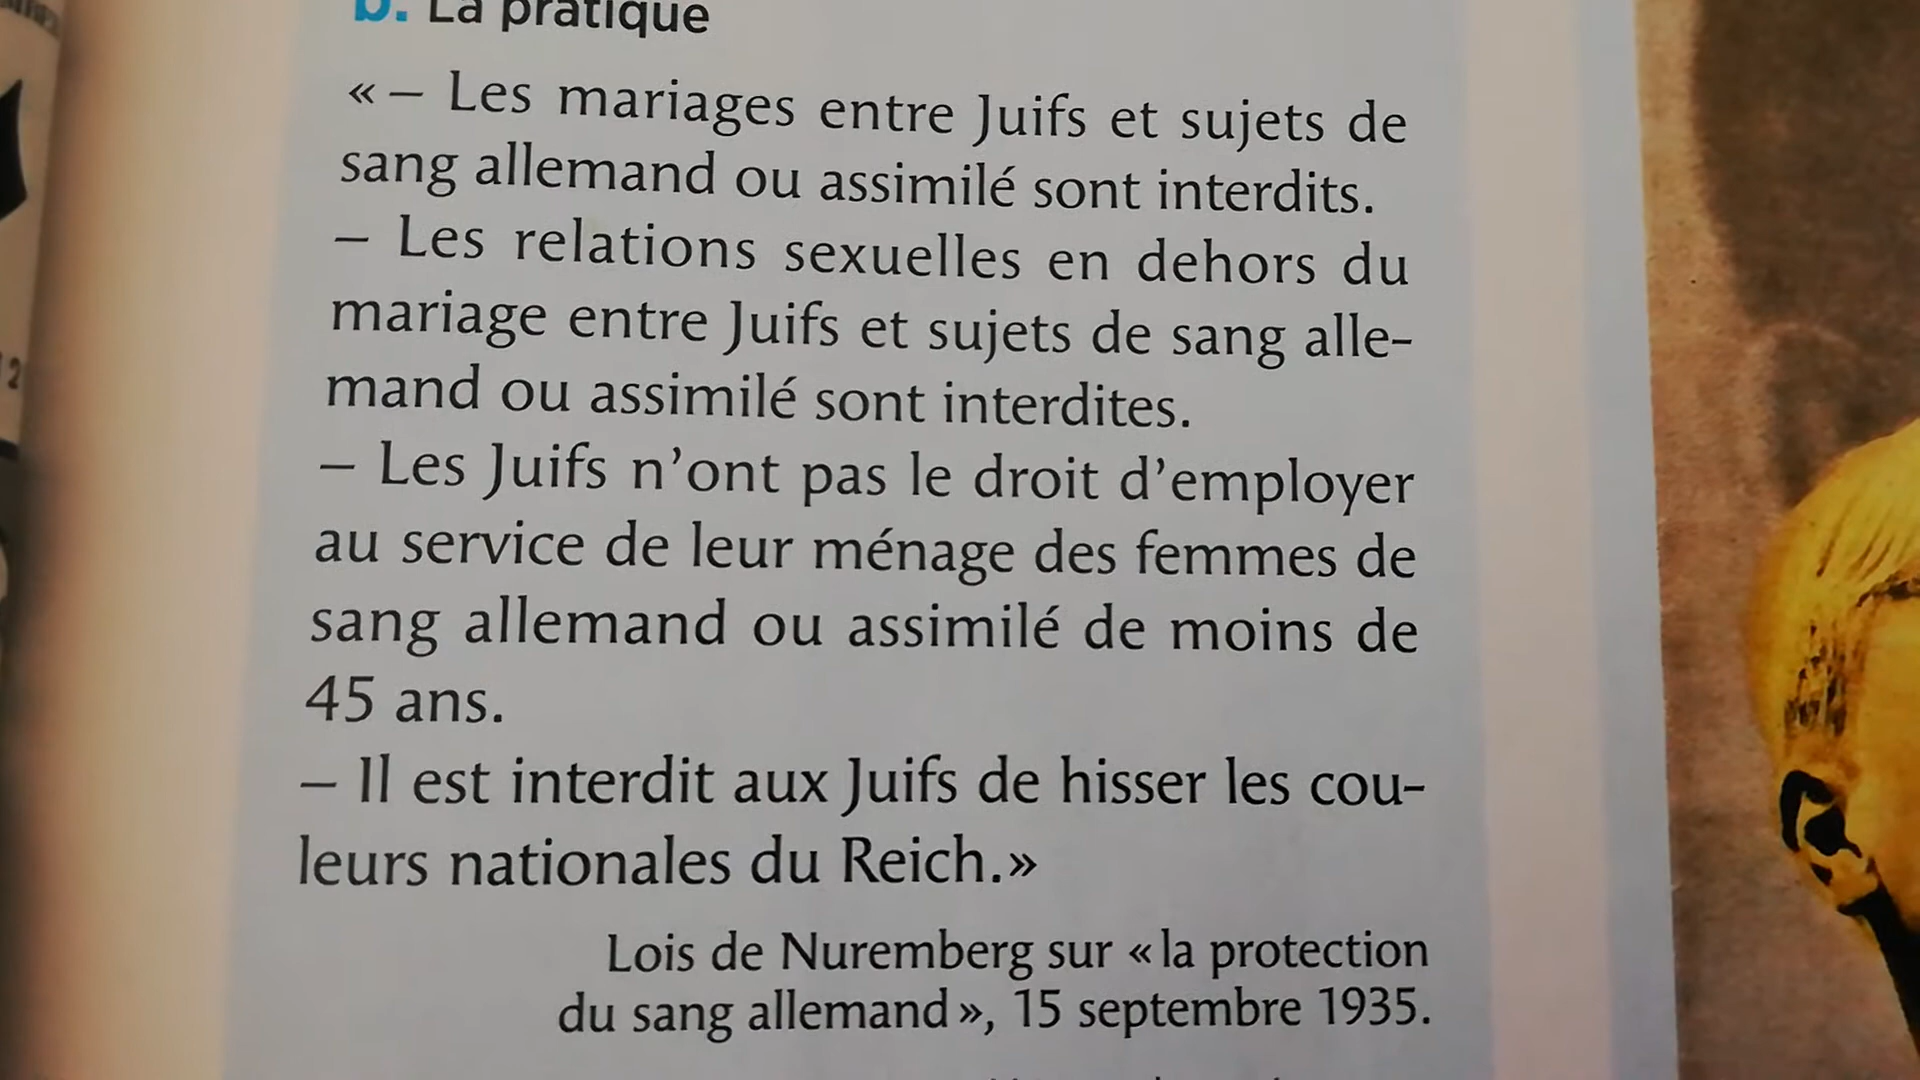 b. La pratique
«– Les mariages entre Juifs et sujets de
sang allemand ou assimilé sont interdits.
– Les relations sexuelles en dehors du
mariage entre Juifs et sujets de sang alle-
mand ou assimilé sont interdites.
– Les Juifs n’ont pas le droit d’employer
au service de leur ménage des femmes de
sang allemand ou assimilé de moins de
45 ans.
– Il est interdit aux Juifs de hisser les cou-
leurs nationales du Reich.»
Lois de Nuremberg sur «la protection
du sang allemand», 15 septembre 1935.